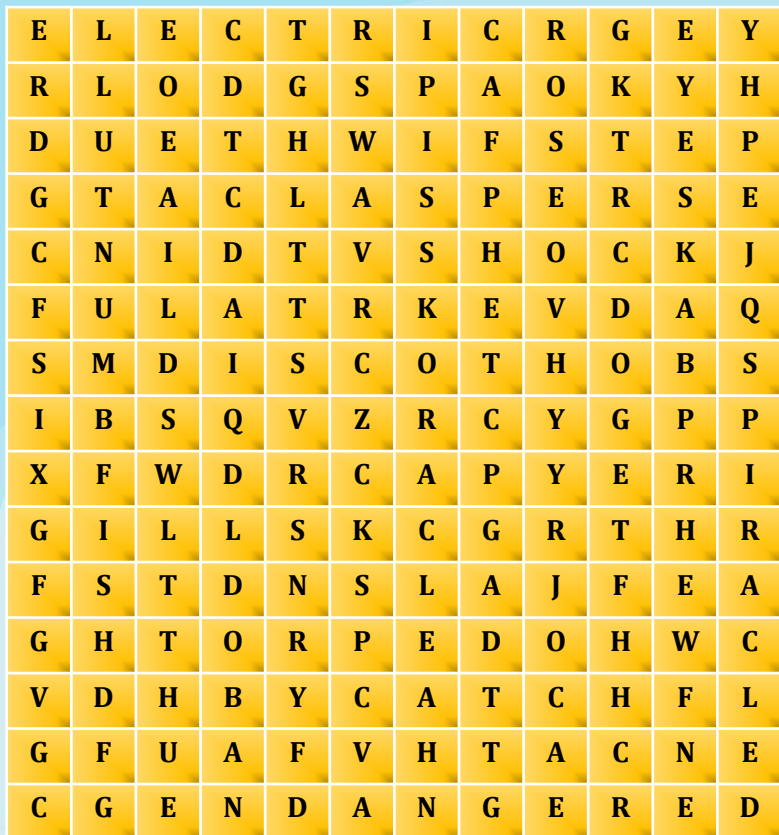 E L E C T R I C R G E Y
R L O D G S P A O K Y H
D U E T H W I F S T E P
G T A C L A S P E R S E
C N I D T V S H O C K J
F U L A T R K E V D A Q
S M D I S C O T H O B S
I B S Q V Z R C Y G P P
X F W D R C A P Y E R I
G I L L S K C G R T H R
F S T D N S L A J F E A
G H T O R P E D O H W C
V D H B Y C A T C H F L
G F U A F V H T A C N E
C G E N D A N G E R E D